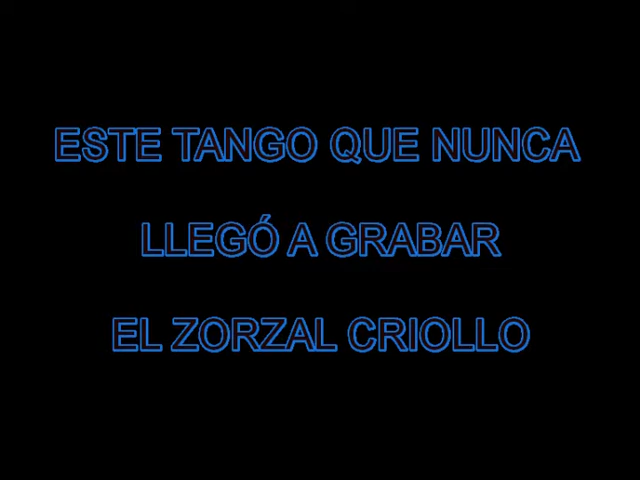 ESTE TANGO QUE NUNCA
LLEGÓ A GRABAR
EL ZORZAL CRIOLLO